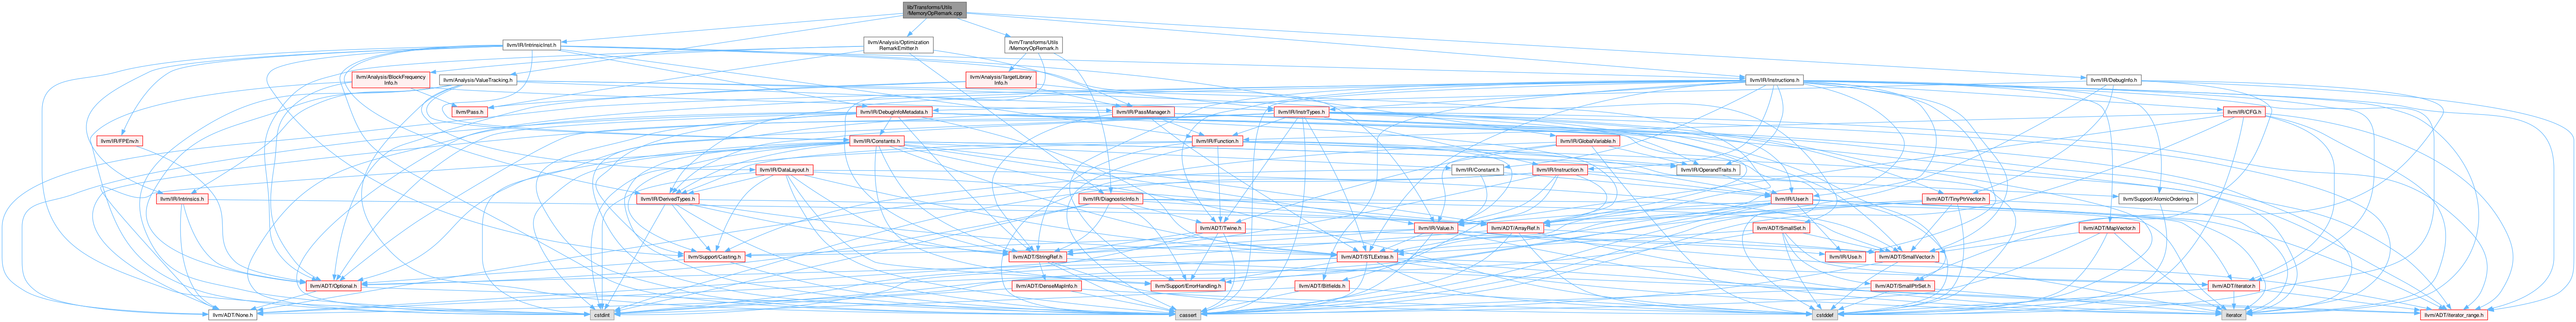 lib/Transforms/Utils
/MemoryOpRemark.cpp
llvm/IR/IntrinsicInst.h
llvm/Analysis/Optimization
RemarkEmitter.h
llvm/Transforms/Utils
/MemoryOpRemark.h
llvm/Analysis/BlockFrequency
Info.h
llvm/Analysis/ValueTracking.h
llvm/Analysis/TargetLibrary
Info.h
llvm/IR/Instructions.h
llvm/IR/DebugInfo.h
llvm/Pass.h
llvm/IR/DebugInfoMetadata.h
llvm/IR/PassManager.h
llvm/IR/InstrTypes.h
llvm/IR/CFG.h
llvm/IR/FPEnv.h
llvm/IR/Constants.h
llvm/IR/Function.h
llvm/IR/GlobalVariable.h
llvm/IR/DataLayout.h
llvm/IR/Constant.h
llvm/IR/Instruction.h
llvm/IR/OperandTraits.h
llvm/IR/Intrinsics.h
llvm/IR/DerivedTypes.h
llvm/IR/DiagnosticInfo.h
llvm/IR/User.h
llvm/ADT/TinyPtrVector.h
llvm/Support/AtomicOrdering.h
llvm/ADT/Twine.h
llvm/IR/Value.h
llvm/ADT/ArrayRef.h
llvm/ADT/SmallSet.h
llvm/ADT/MapVector.h
llvm/Support/Casting.h
llvm/ADT/StringRef.h
llvm/ADT/STLExtras.h
llvm/IR/Use.h
llvm/ADT/SmallVector.h
llvm/ADT/Optional.h
llvm/ADT/DenseMapInfo.h
llvm/Support/ErrorHandling.h
llvm/ADT/Bitfields.h
llvm/ADT/SmallPtrSet.h
llvm/ADT/iterator.h
llvm/ADT/None.h
cstdint
cassert
cstddef
iterator
llvm/ADT/iterator_range.h